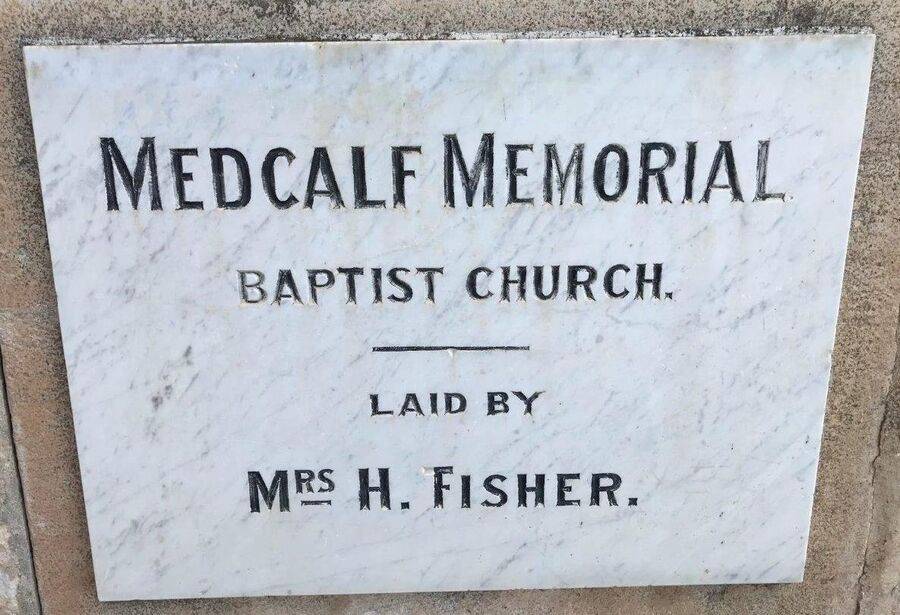 MEDCALF MEMORIAL
BAPTIST CHURCH.
LAID BY
MRS H. FISHER.